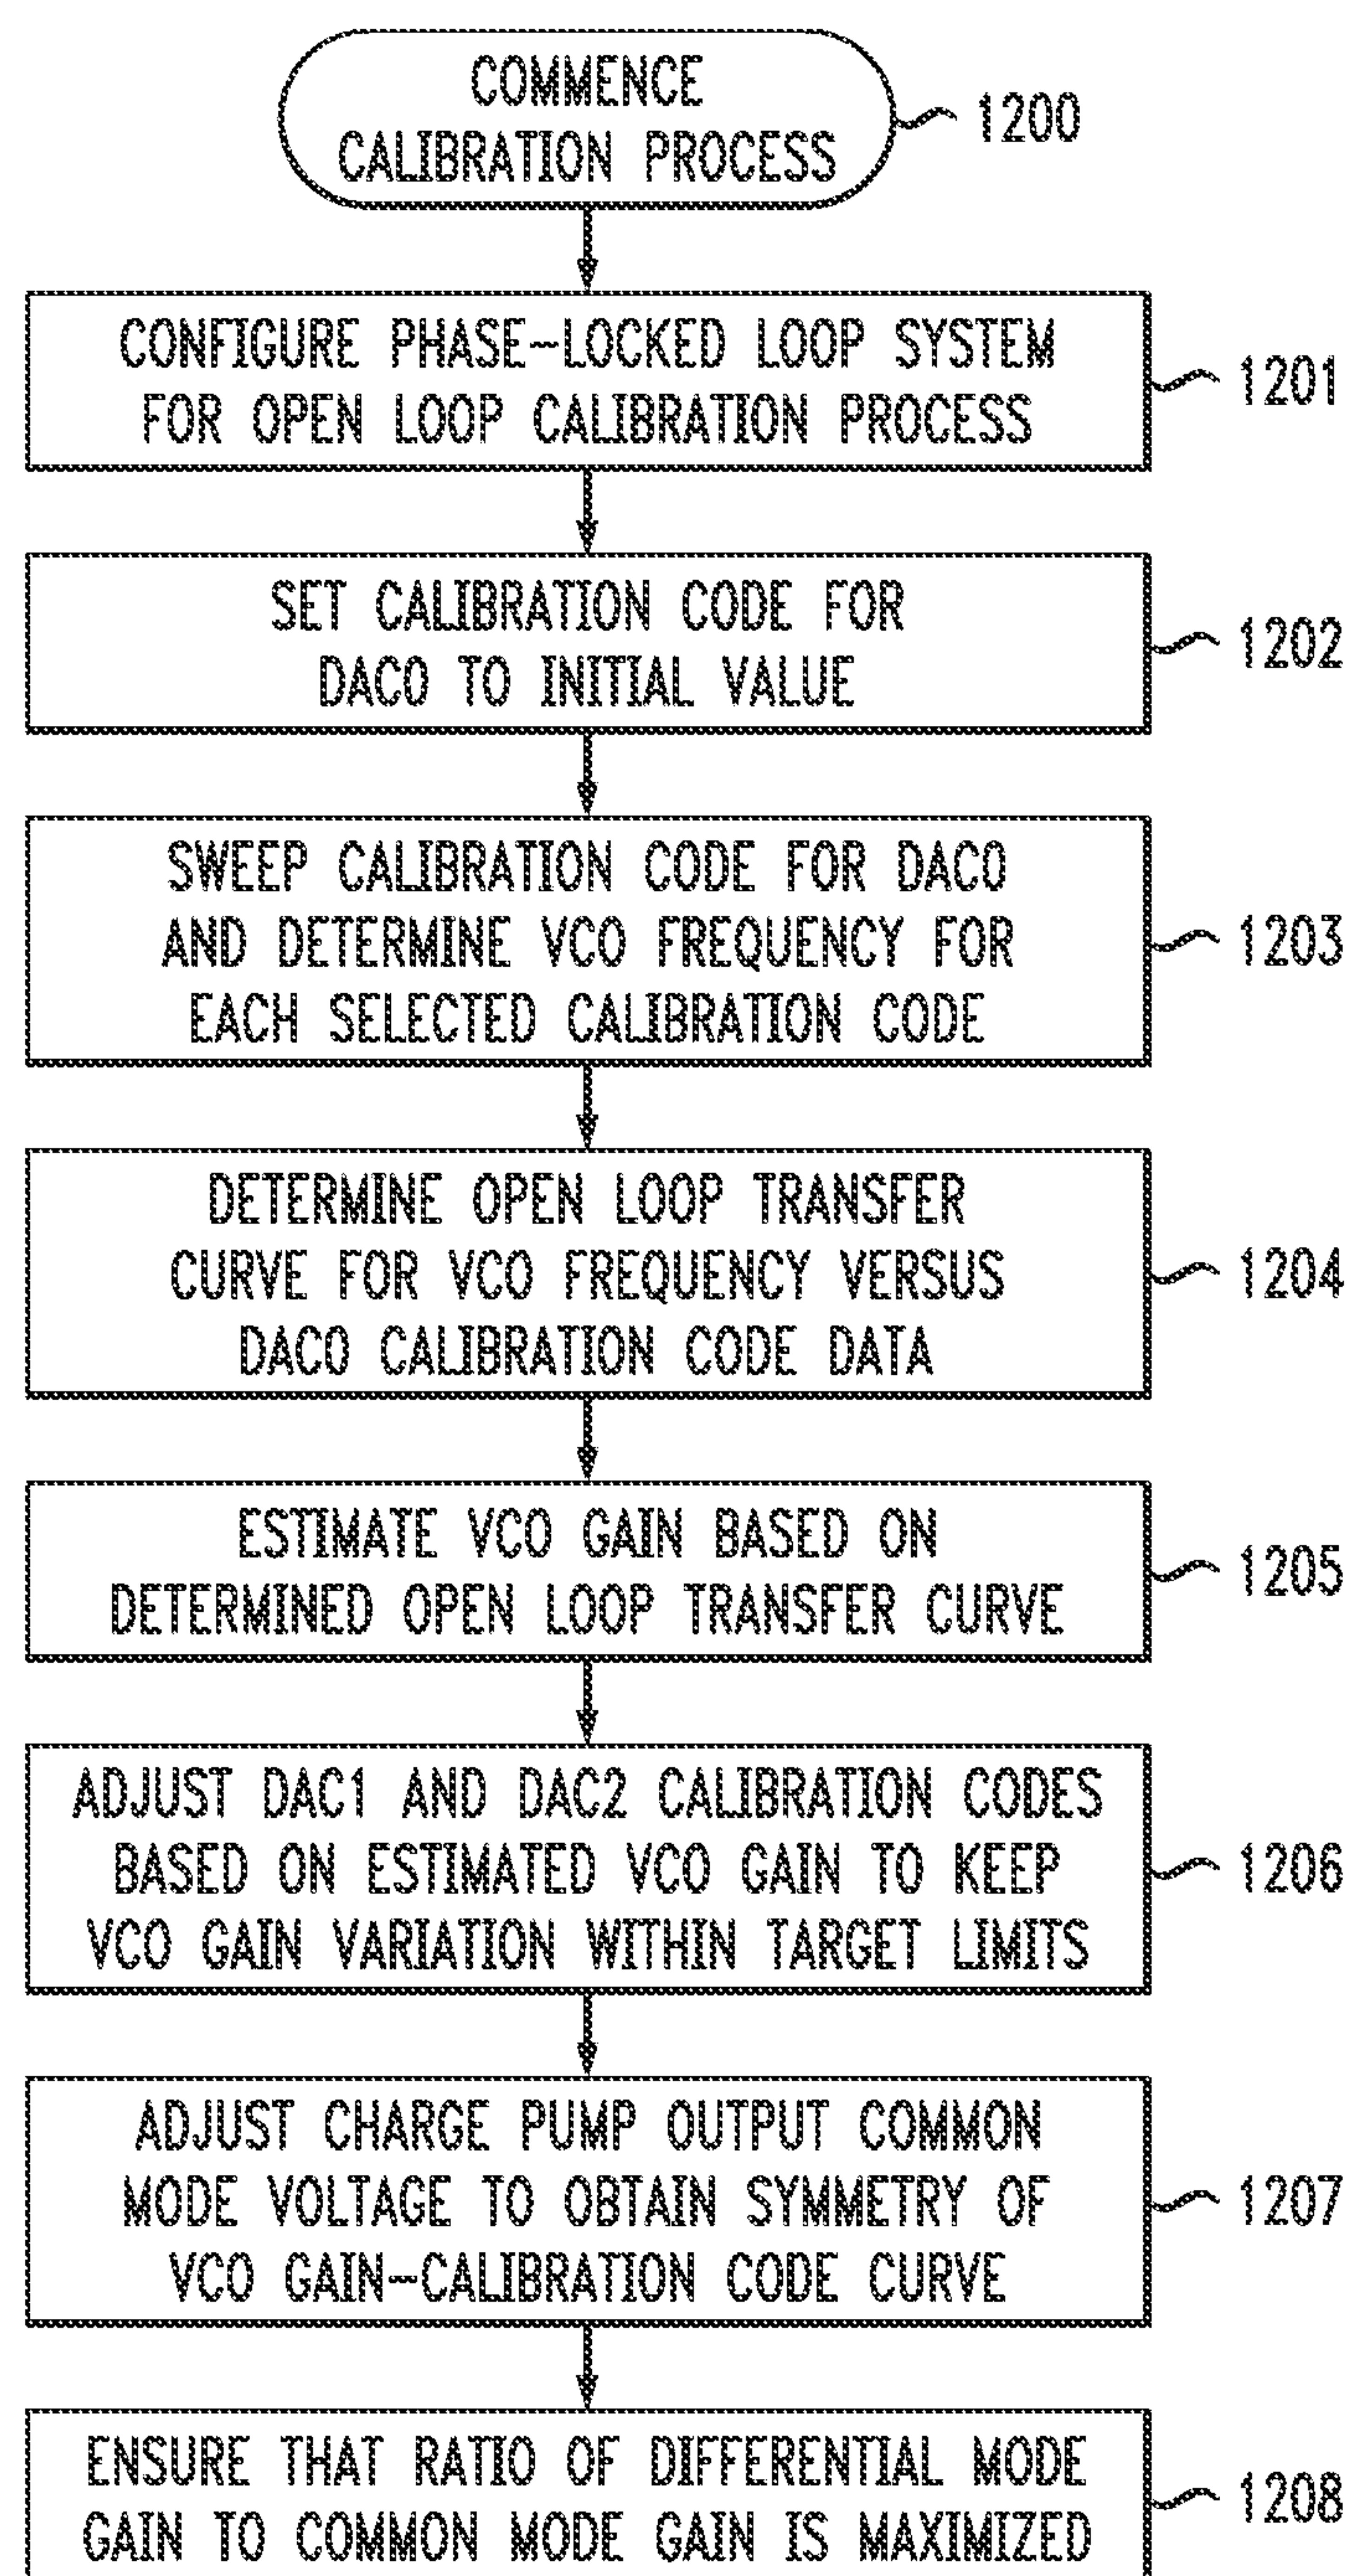 COMMENCE
CALIBRATION PROCESS
1200
CONFIGURE PHASE-LOCKED LOOP SYSTEM
FOR OPEN LOOP CALIBRATION PROCESS
1201
SET CALIBRATION CODE FOR
DAC0 TO INITIAL VALUE
1202
SWEEP CALIBRATION CODE FOR DAC0
AND DETERMINE VCO FREQUENCY FOR
EACH SELECTED CALIBRATION CODE
1203
DETERMINE OPEN LOOP TRANSFER
CURVE FOR VCO FREQUENCY VERSUS
DAC0 CALIBRATION CODE DATA
1204
ESTIMATE VCO GAIN BASED ON
DETERMINED OPEN LOOP TRANSFER CURVE
1205
ADJUST DAC1 AND DAC2 CALIBRATION CODES
BASED ON ESTIMATED VCO GAIN TO KEEP
VCO GAIN VARIATION WITHIN TARGET LIMITS
1206
ADJUST CHARGE PUMP OUTPUT COMMON
MODE VOLTAGE TO OBTAIN SYMMETRY OF
VCO GAIN-CALIBRATION CODE CURVE
1207
ENSURE THAT RATIO OF DIFFERENTIAL MODE
GAIN TO COMMON MODE GAIN IS MAXIMIZED
1208